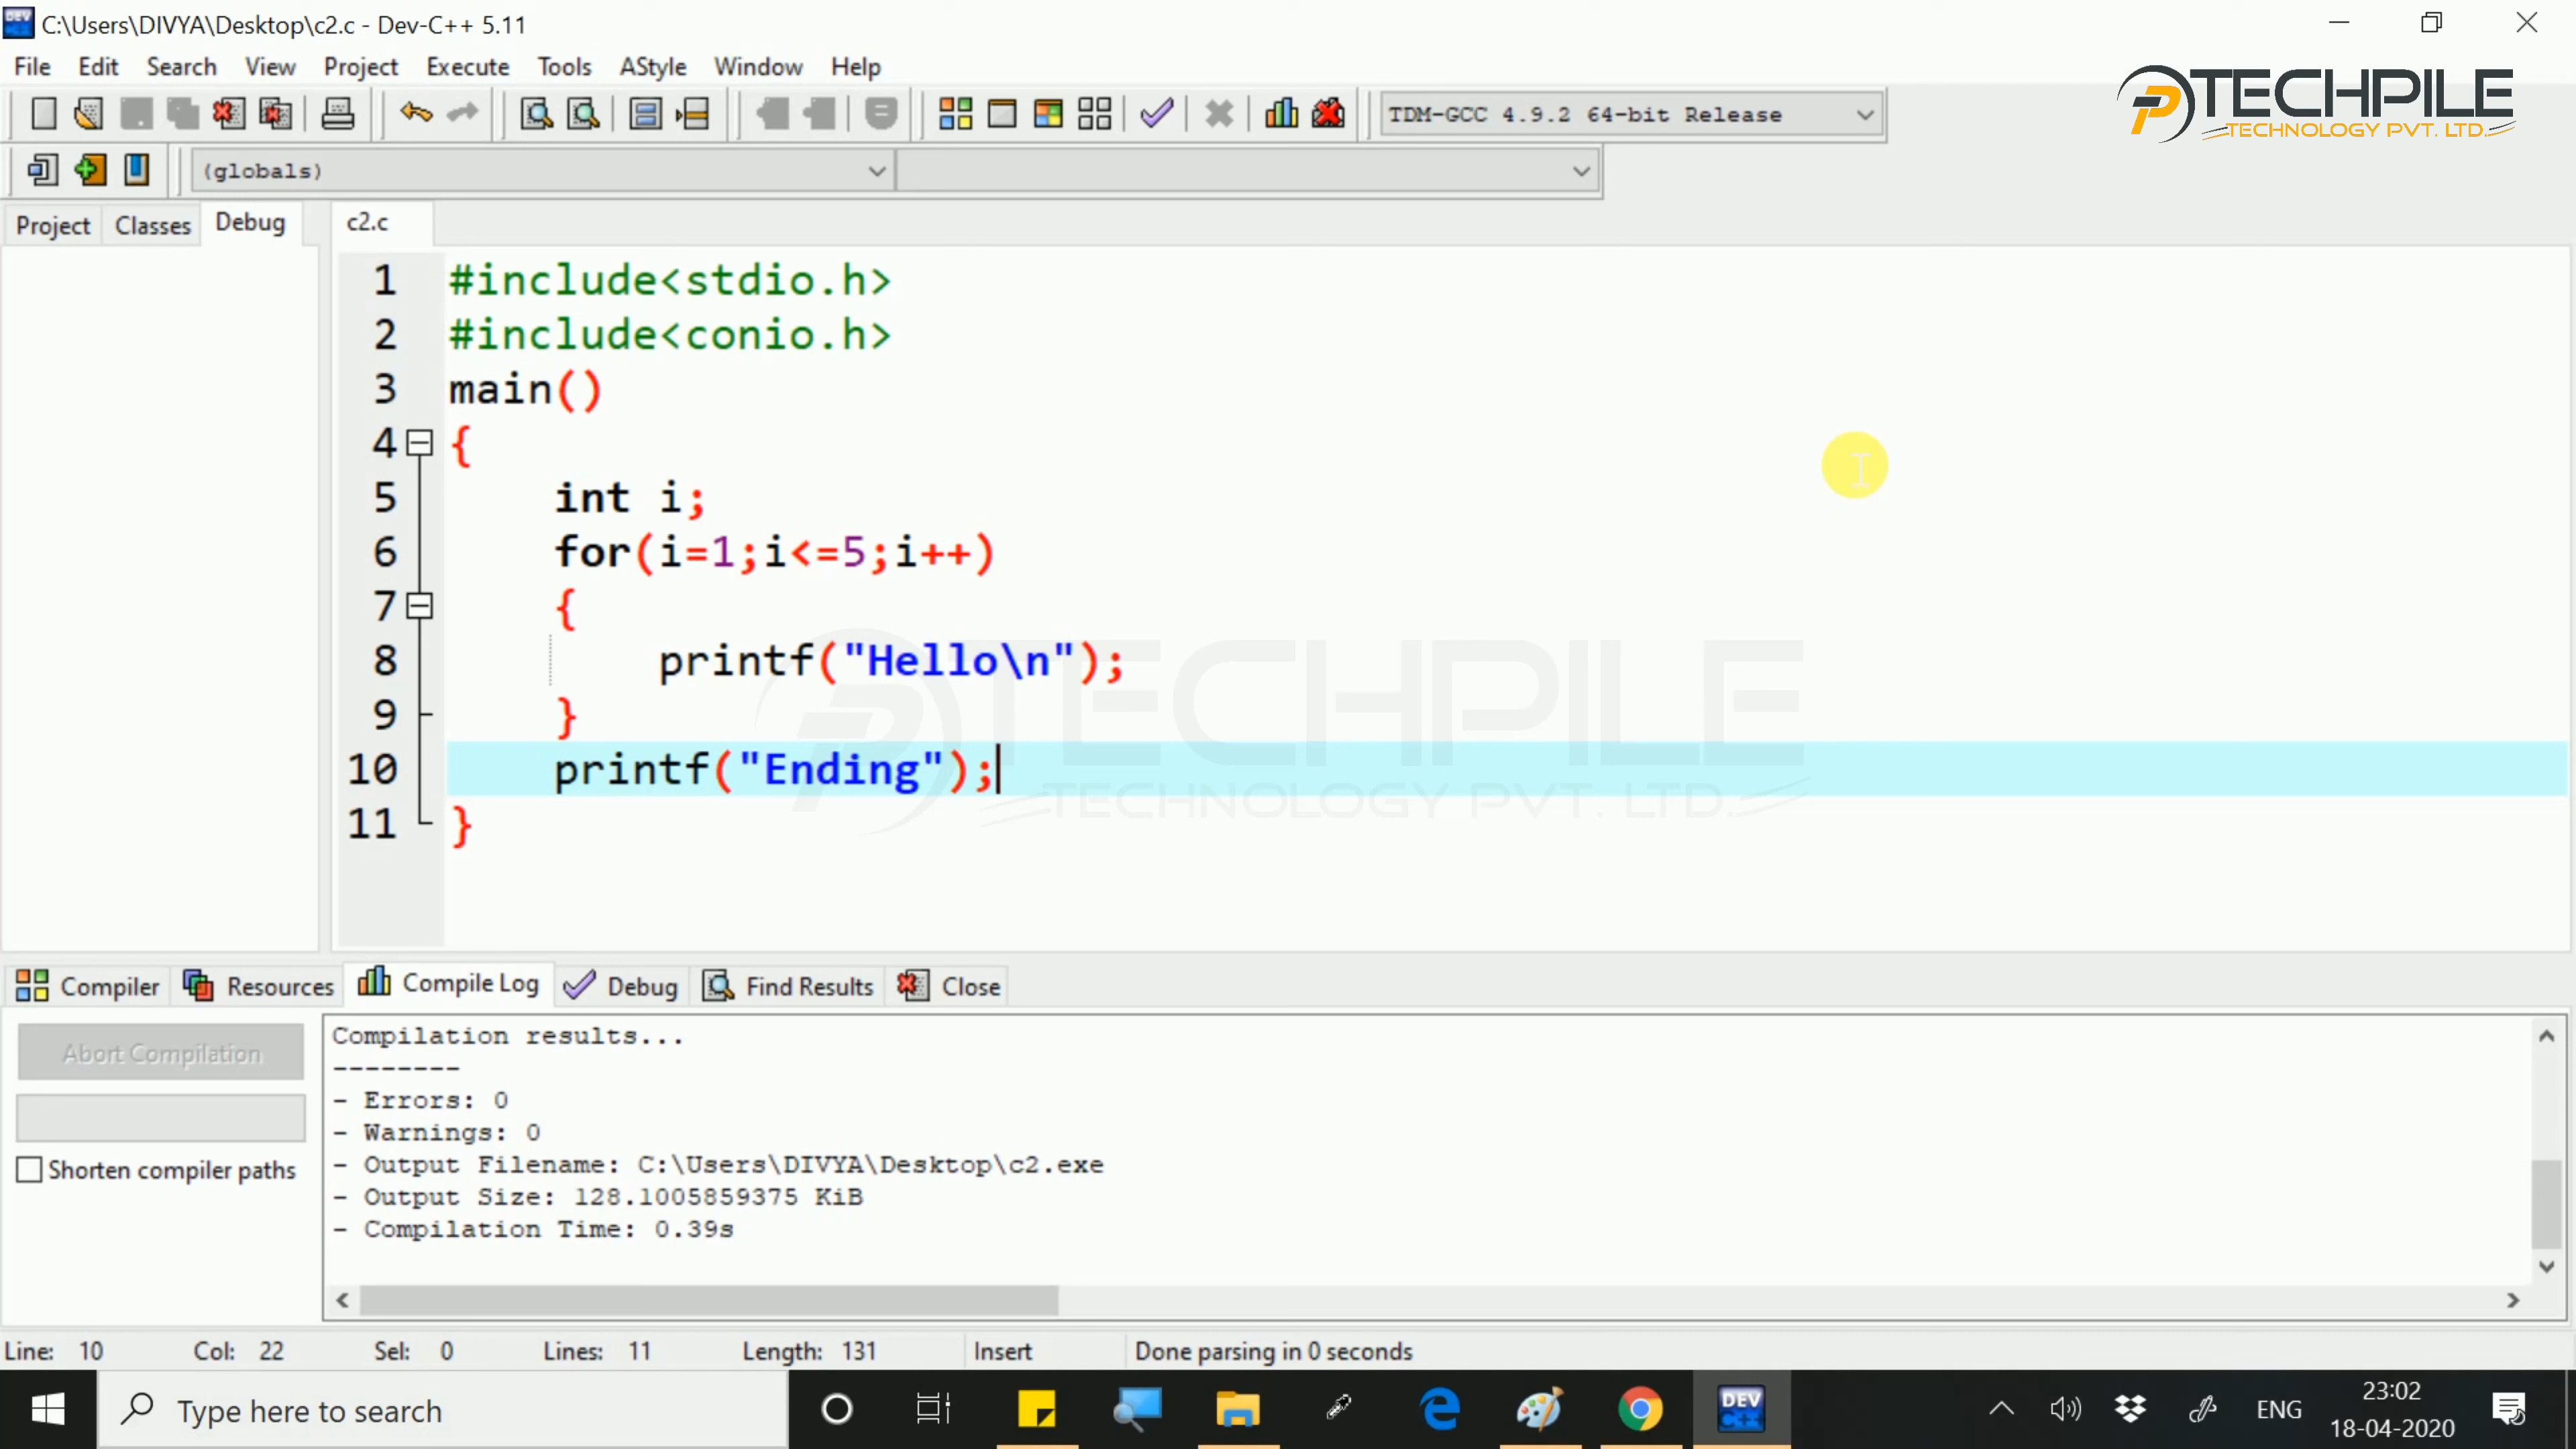 C:\Users\DIVYA\Desktop\c2.c - Dev-C++ 5.11
File Edit Search View Project Execute Tools AStyle Window Help
TECHPILE
TECHNOLOGY PVT. LTD.
TDM-GCC 4.9.2 64-bit Release
(globals)
Project Classes Debug c2.c
1 #include<stdio.h>
2 #include<conio.h>
3 main()
4 {
5 int i;
6 for(i=1;i<=5;i++)
7 {
8 printf("Hello\n");
9 }
10 printf("Ending");
11 }
TECHPILE
TECHNOLOGY PVT. LTD.
Compiler Resources Compile Log Debug Find Results Close
Abort Compilation
Shorten compiler paths
Compilation results...
--------
- Errors: 0
- Warnings: 0
- Output Filename: C:\Users\DIVYA\Desktop\c2.exe
- Output Size: 128.1005859375 KiB
- Compilation Time: 0.39s
Line: 10 Col: 22 Sel: 0 Lines: 11 Length: 131 Insert Done parsing in 0 seconds
Type here to search
DEV C++
ENG
23:02
18-04-2020